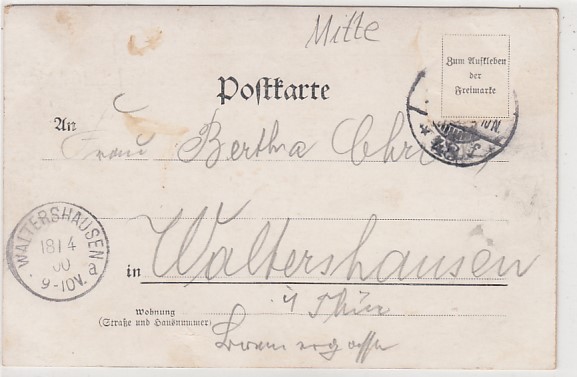 Mitte
Zum Aufkleben
der
Freimarke
Postkarte
An
Frau Bertha
WALTERSHAUSEN
18/4
00
9-10V.
a
in Waltershausen
Thür
Wohnung
(Straße und Hausnummer)